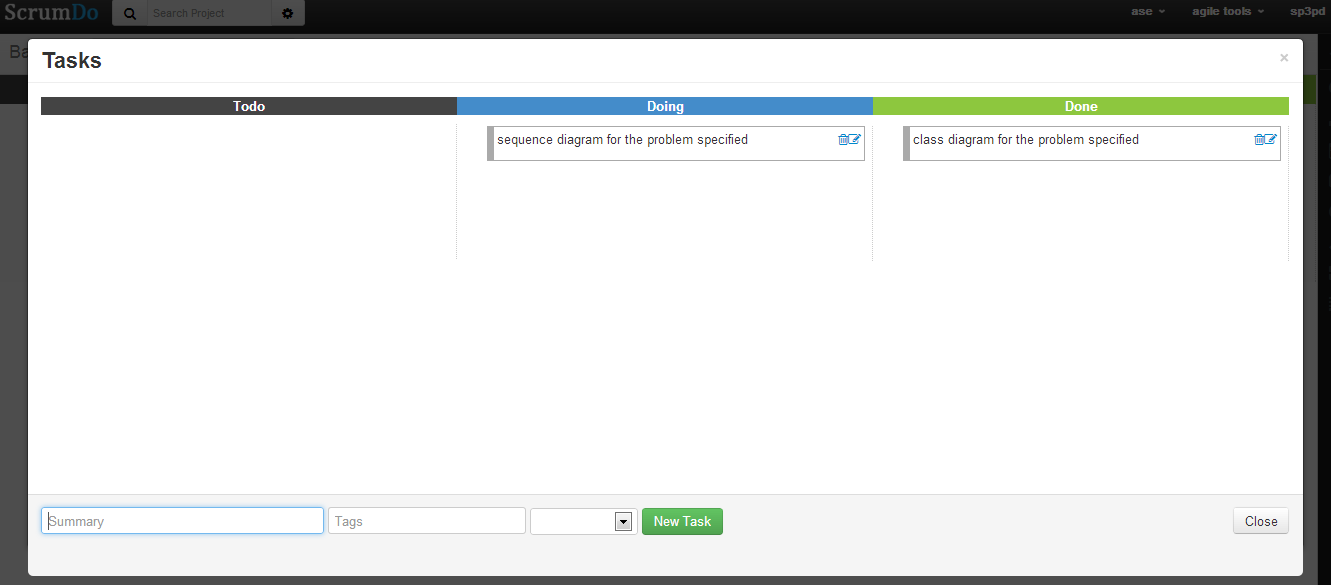 ScrumDo Search Project ase agile tools sp3pd
Ba
Tasks ×
Todo Doing Done
sequence diagram for the problem specified class diagram for the problem specified
Summary Tags New Task Close